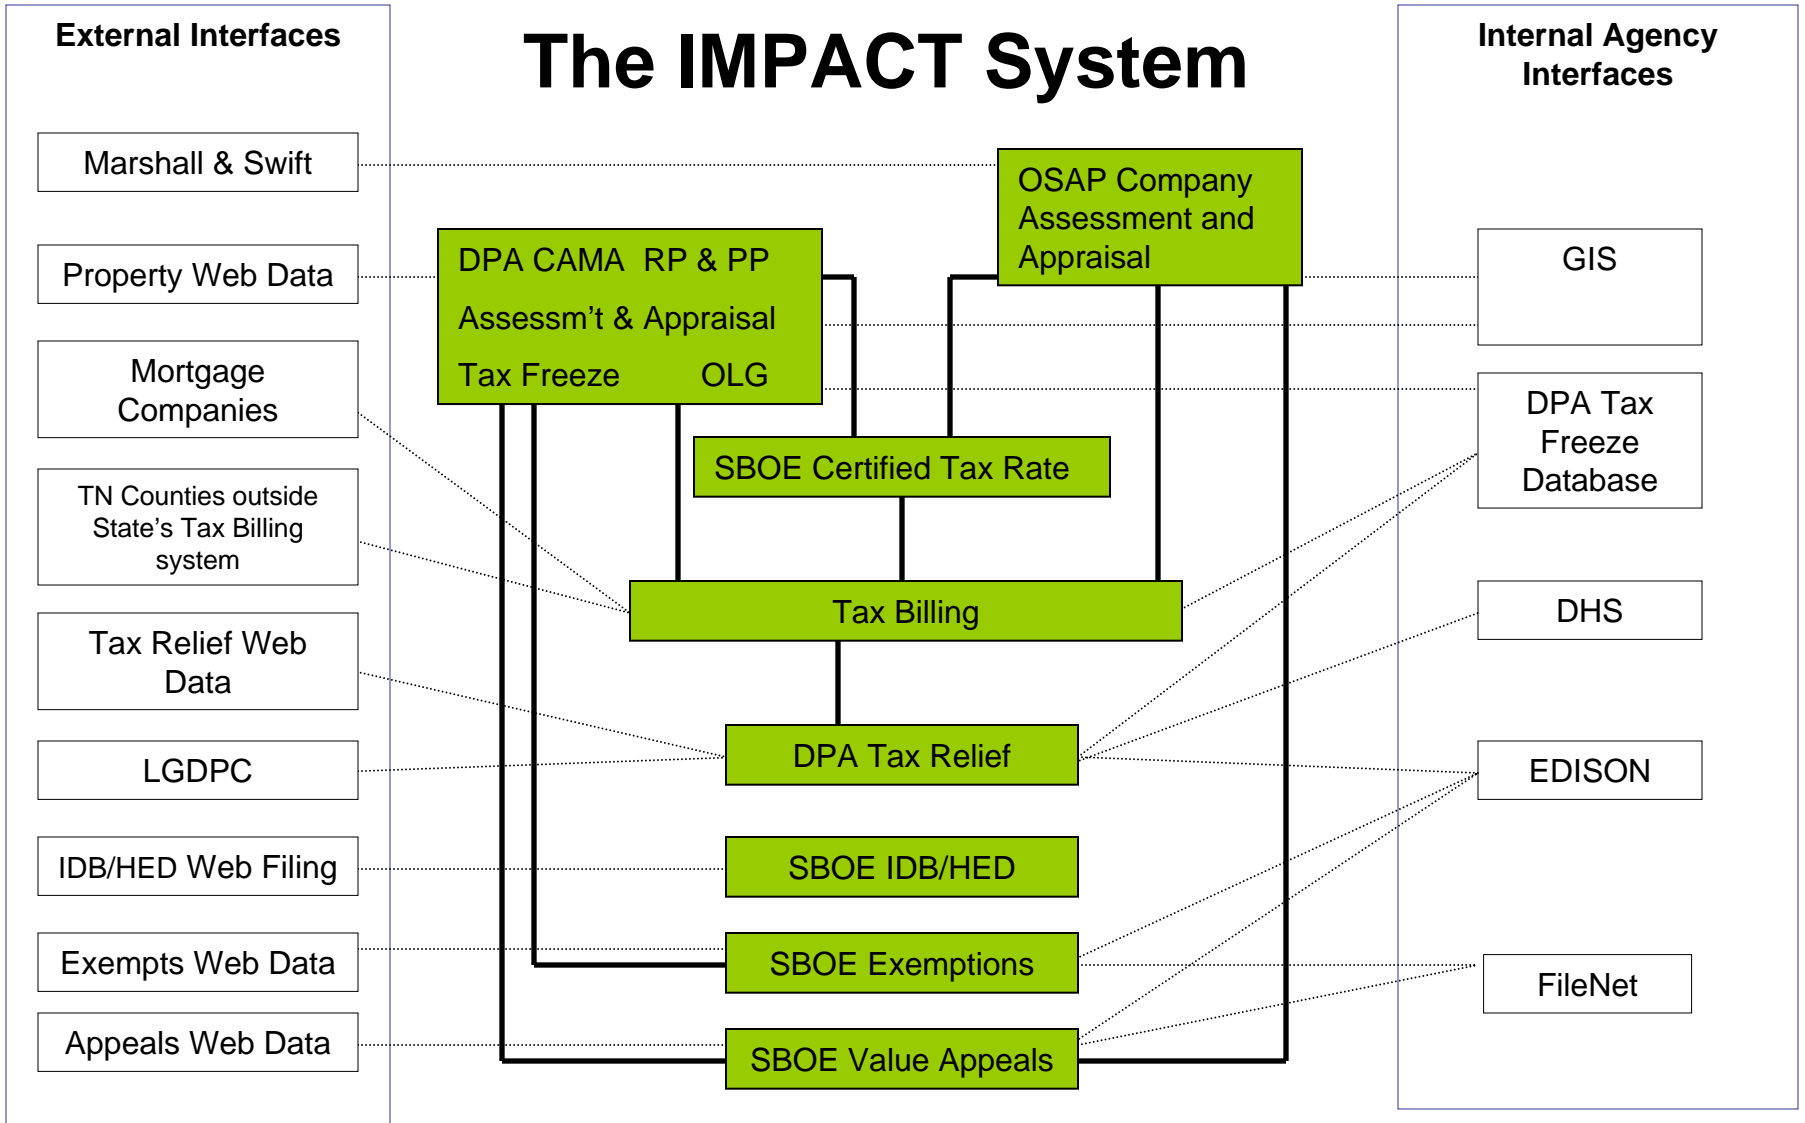 External Interfaces
The IMPACT System
Internal Agency
Interfaces
Marshall & Swift
Property Web Data
Mortgage
Companies
TN Counties outside
State’s Tax Billing
system
Tax Relief Web
Data
LGDPC
IDB/HED Web Filing
Exempts Web Data
Appeals Web Data
OSAP Company
Assessment and
Appraisal
DPA CAMA RP & PP
Assessm’t & Appraisal
Tax Freeze OLG
SBOE Certified Tax Rate
Tax Billing
DPA Tax Relief
SBOE IDB/HED
SBOE Exemptions
SBOE Value Appeals
GIS
DPA Tax
Freeze
Database
DHS
EDISON
FileNet